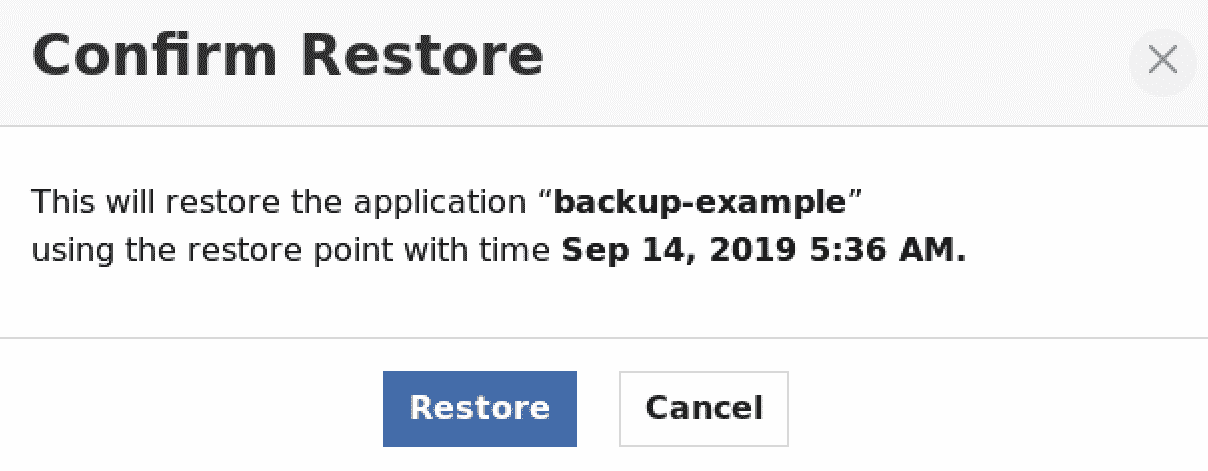 Confirm Restore
This will restore the application “backup-example”
using the restore point with time Sep 14, 2019 5:36 AM.
Restore
Cancel